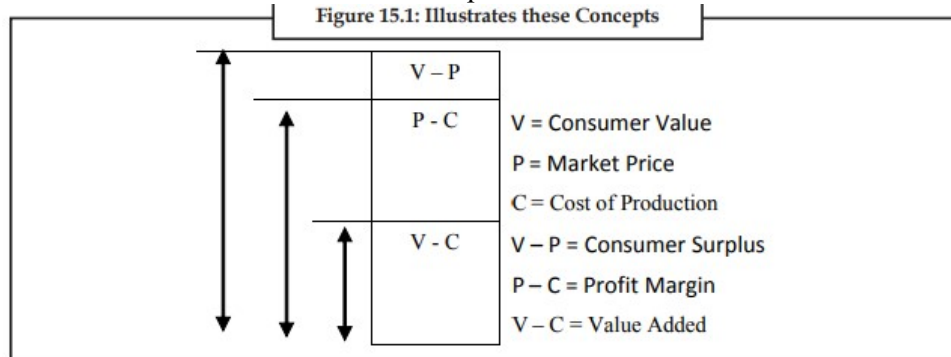 Figure 15.1: Illustrates these Concepts
V – P
P - C
V = Consumer Value
P = Market Price
C = Cost of Production
V - C
V – P = Consumer Surplus
P – C = Profit Margin
V – C = Value Added